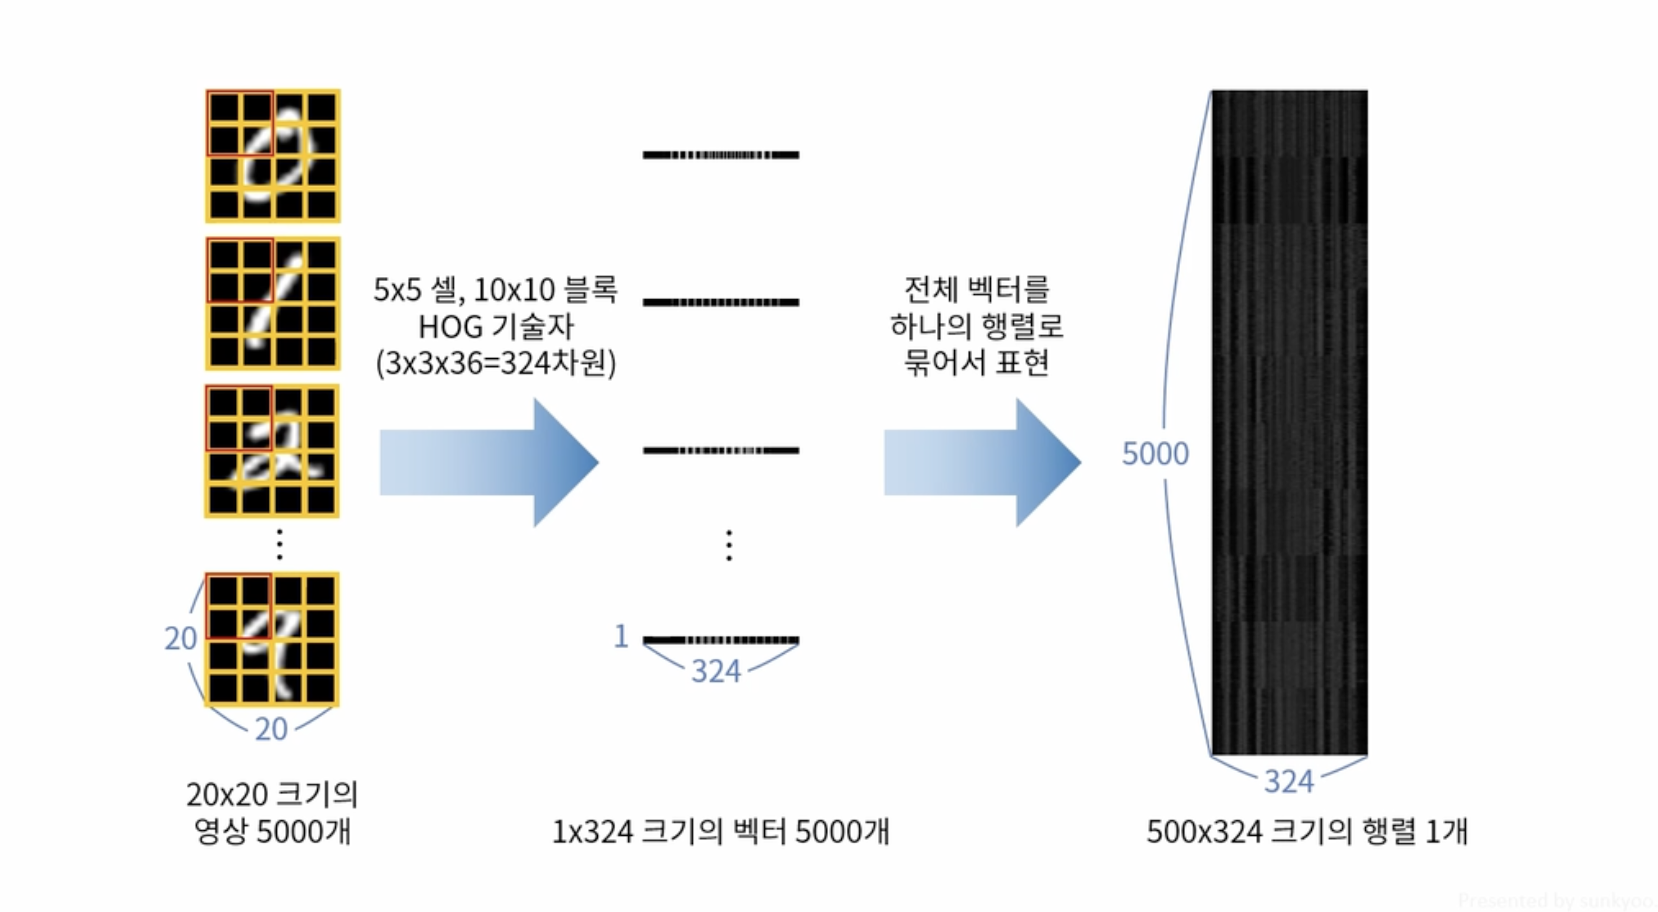 5x5 셀, 10x10 블록
HOG 기술자
(3x3x36=324차원)
전체 벡터를
하나의 행렬로
묶어서 표현
5000
20
1
324
20
324
20x20 크기의
영상 5000개
1x324 크기의 벡터 5000개
500x324 크기의 행렬 1개
Presented by sunkyoo.